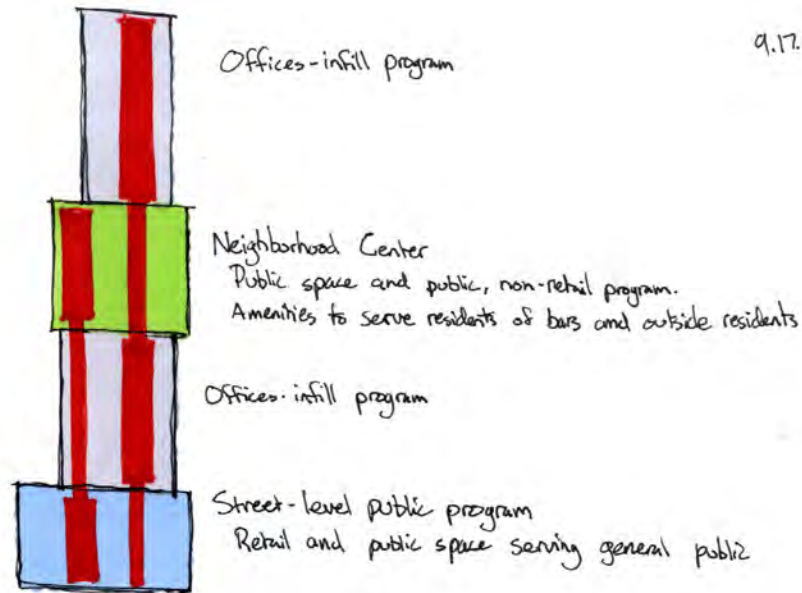 Offices-infill program
9.17.
Neighborhood Center
Public space and public, non-retail program.
Amenities to serve residents of bars and outside residents
Offices-infill program
Street-level public program
Retail and public space serving general public